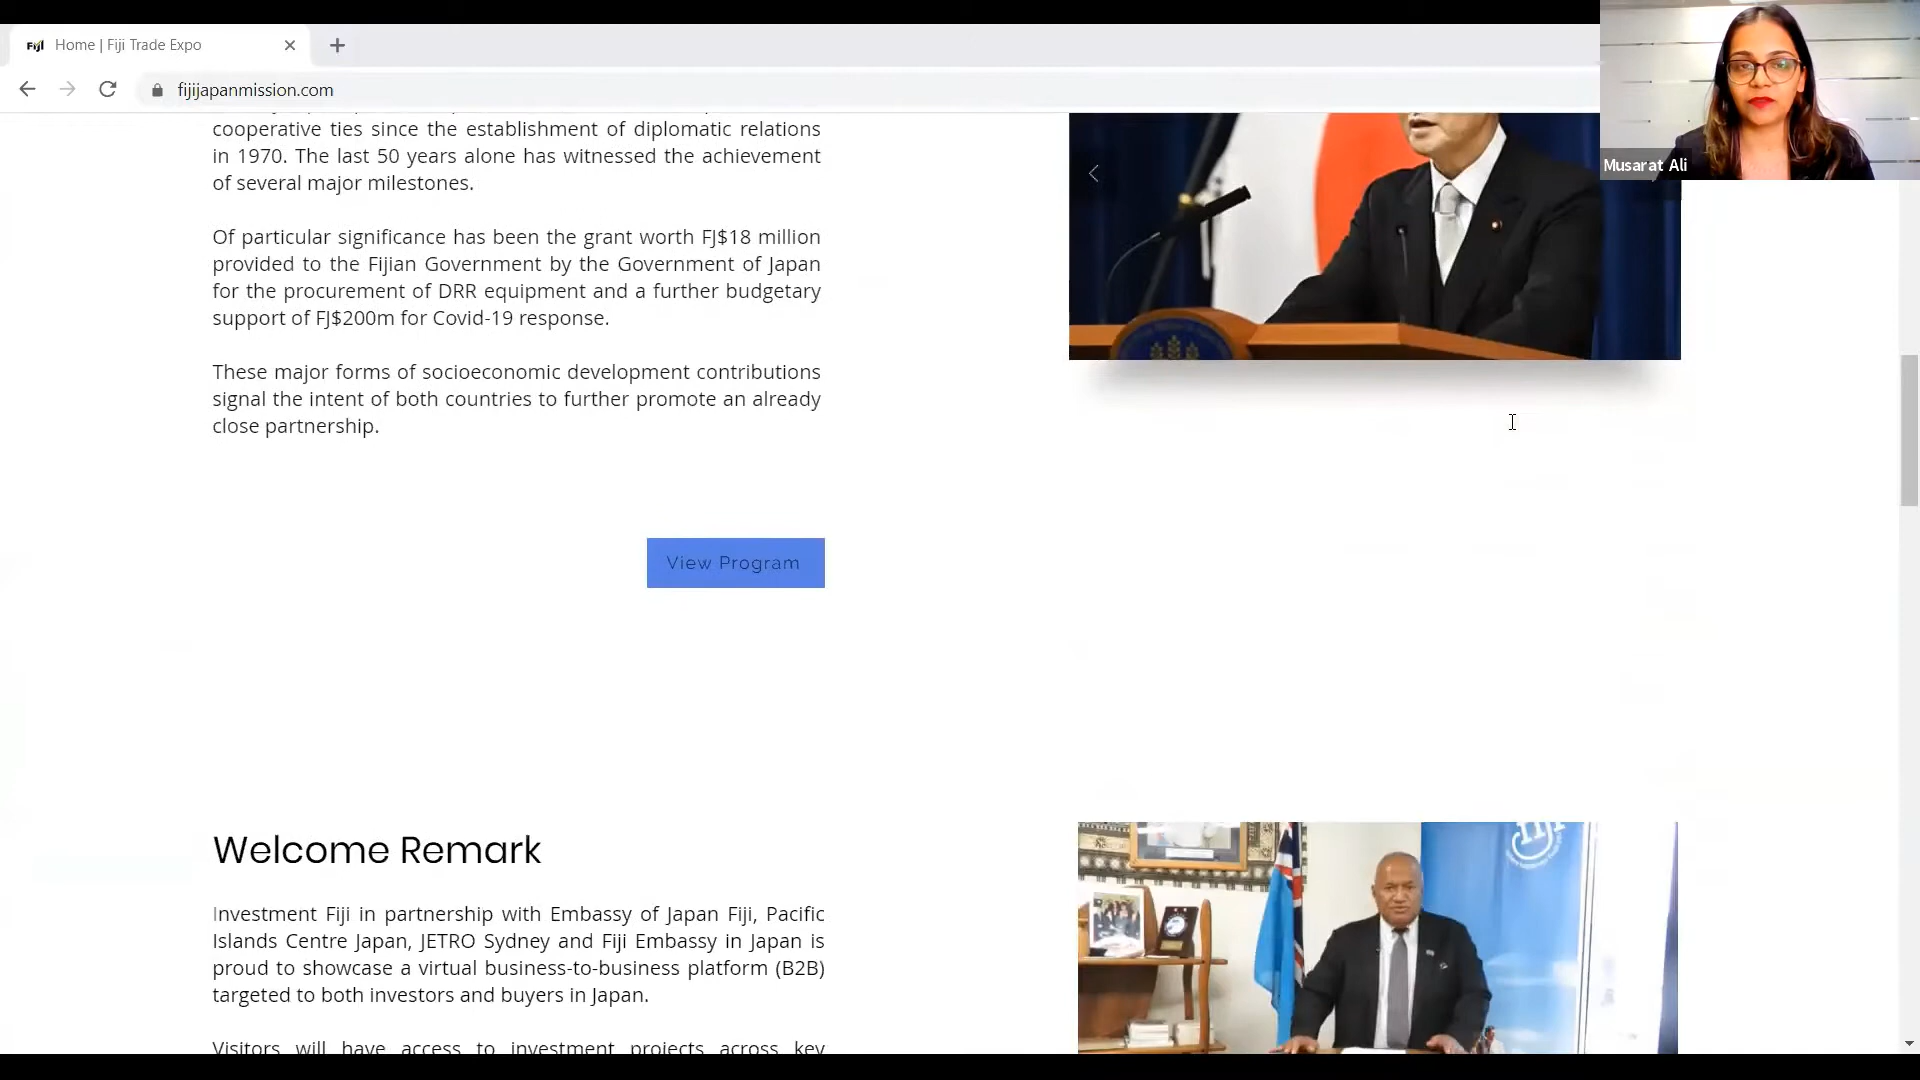 Home | Fiji Trade Expo
fijijapanmission.com
Musarat Ali
cooperative ties since the establishment of diplomatic relations
in 1970. The last 50 years alone has witnessed the achievement
of several major milestones.
Of particular significance has been the grant worth FJ$18 million
provided to the Fijian Government by the Government of Japan
for the procurement of DRR equipment and a further budgetary
support of FJ$200m for Covid-19 response.
These major forms of socioeconomic development contributions
signal the intent of both countries to further promote an already
close partnership.
View Program
Welcome Remark
Investment Fiji in partnership with Embassy of Japan Fiji, Pacific
Islands Centre Japan, JETRO Sydney and Fiji Embassy in Japan is
proud to showcase a virtual business-to-business platform (B2B)
targeted to both investors and buyers in Japan.
Visitors will have access to investment projects across key